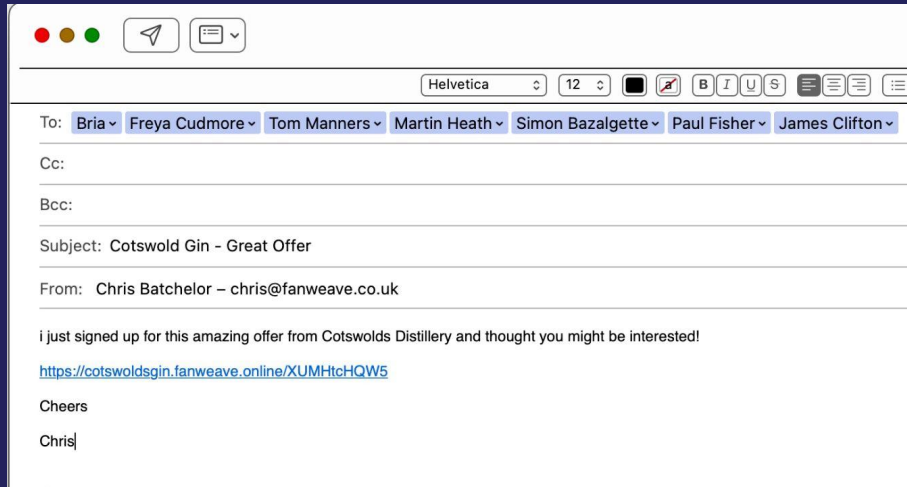 Helvetica 12 a B I U S
To: Bria Freya Cudmore Tom Manners Martin Heath Simon Bazalgette Paul Fisher James Clifton
Cc:
Bcc:
Subject: Cotswold Gin - Great Offer
From: Chris Batchelor – chris@fanweave.co.uk
i just signed up for this amazing offer from Cotswolds Distillery and thought you might be interested!
https://cotswoldsgin.fanweave.online/XUMHtcHQW5
Cheers
Chris